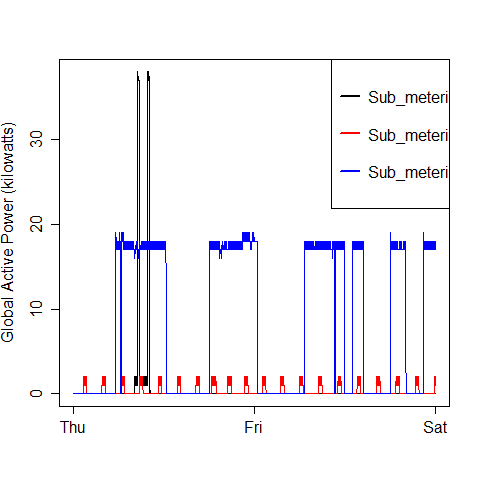 Global Active Power (kilowatts)
30
20
10
0
Sub_meteri
Sub_meteri
Sub_meteri
Thu
Fri
Sat